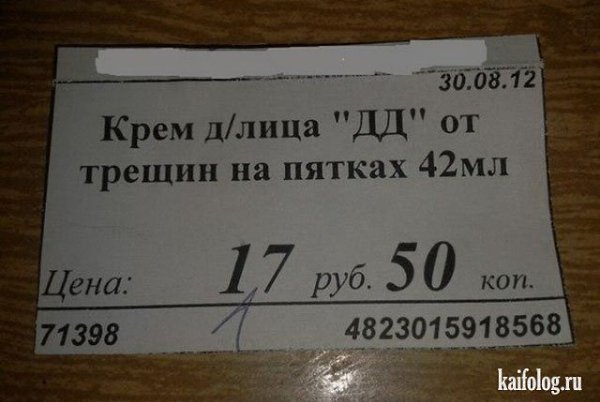 30.08.12
Крем д/лица "ДД" от
трещин на пятках 42мл
Цена: 17 руб. 50 коп.
71398 4823015918568
kaifolog.ru